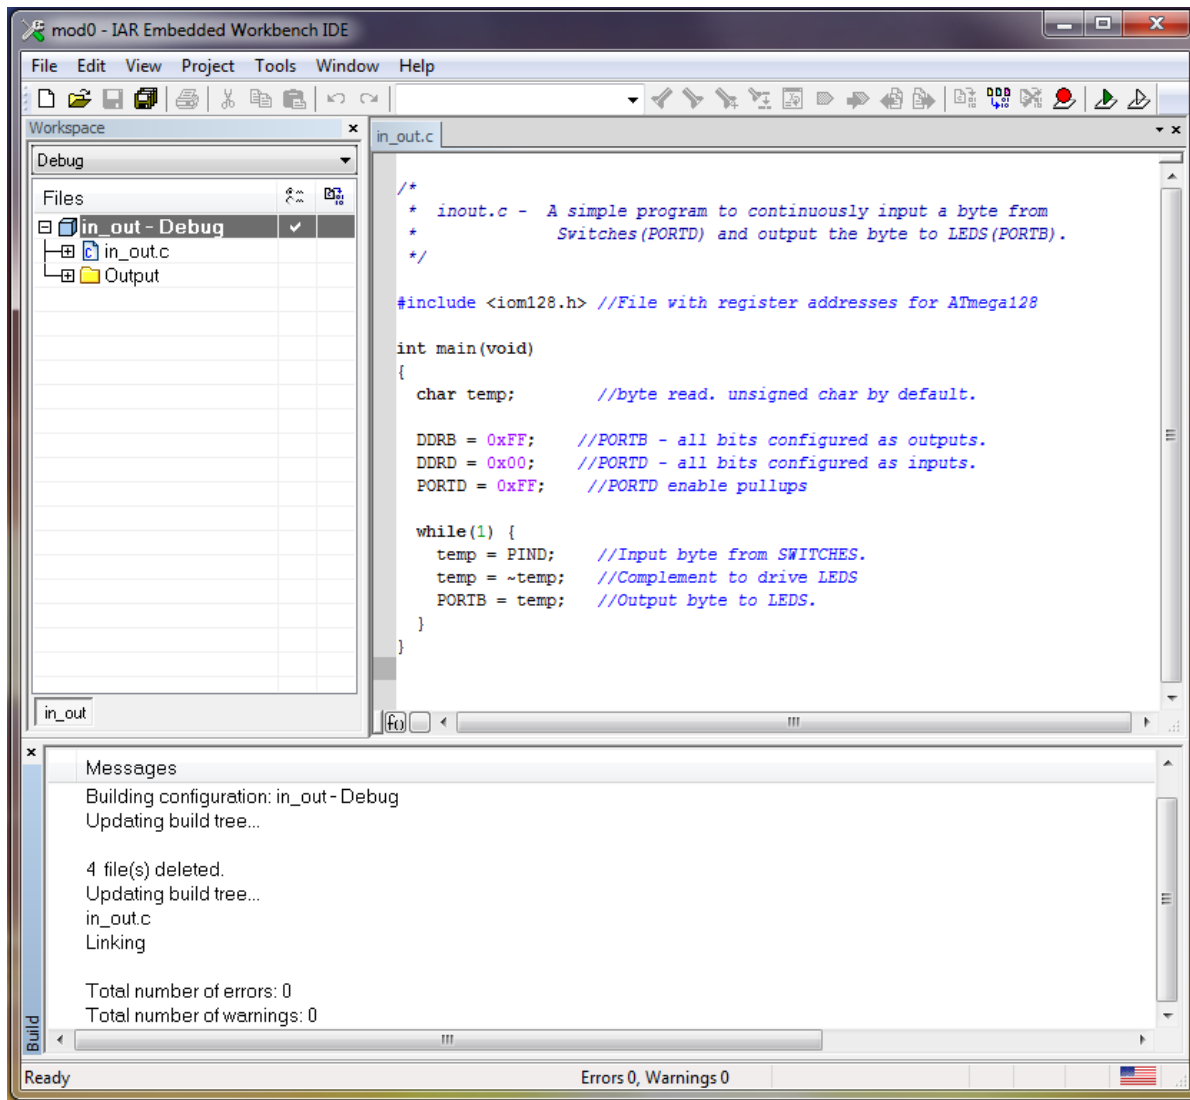 mod0 - IAR Embedded Workbench IDE
File Edit View Project Tools Window Help
Workspace
Debug
Files
in_out - Debug
in_out.c
Output
in_out
in_out.c
/*
 *  inout.c -  A simple program to continuously input a byte from
 *              Switches(PORTD) and output the byte to LEDS(PORTB).
 */
#include <iom128.h> //File with register addresses for ATmega128
int main(void)
{
  char temp;        //byte read. unsigned char by default.
  DDRB = 0xFF;    //PORTB - all bits configured as outputs.
  DDRD = 0x00;    //PORTD - all bits configured as inputs.
  PORTD = 0xFF;    //PORTD enable pullups
  while(1) {
    temp = PIND;    //Input byte from SWITCHES.
    temp = ~temp;   //Complement to drive LEDS
    PORTB = temp;   //Output byte to LEDS.
  }
}
Messages
Building configuration: in_out - Debug
Updating build tree...
4 file(s) deleted.
Updating build tree...
in_out.c
Linking
Total number of errors: 0
Total number of warnings: 0
Build
Ready
Errors 0, Warnings 0